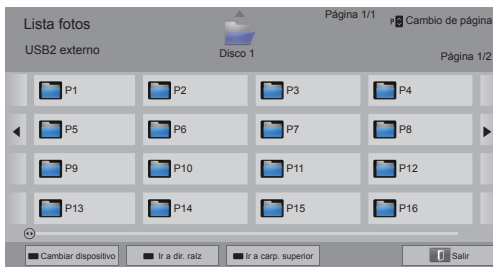 Lista fotos
Página 1/1
P Cambio de página
USB2 externo
Disco 1
Página 1/2
P1 P2 P3 P4
P5 P6 P7 P8
P9 P10 P11 P12
P13 P14 P15 P16
Cambiar dispositivo Ir a dir. raíz Ir a carp. superior Salir